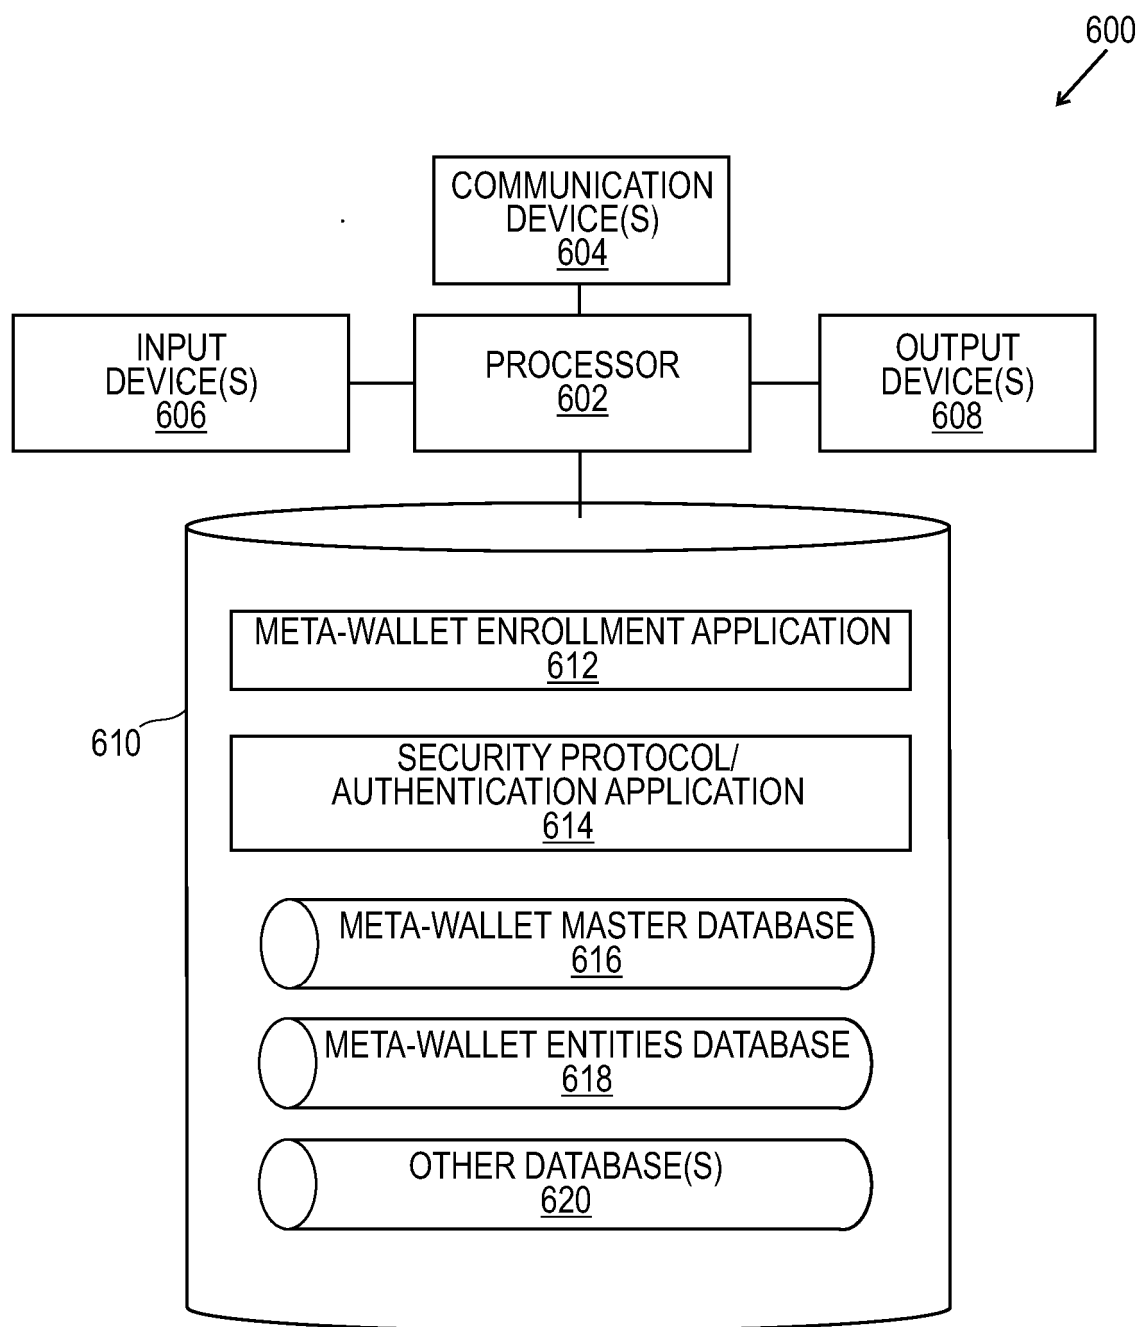 600
COMMUNICATION
DEVICE(S)
604
INPUT
DEVICE(S)
606
PROCESSOR
602
OUTPUT
DEVICE(S)
608
META-WALLET ENROLLMENT APPLICATION
612
610
SECURITY PROTOCOL/
AUTHENTICATION APPLICATION
614
META-WALLET MASTER DATABASE
616
META-WALLET ENTITIES DATABASE
618
OTHER DATABASE(S)
620